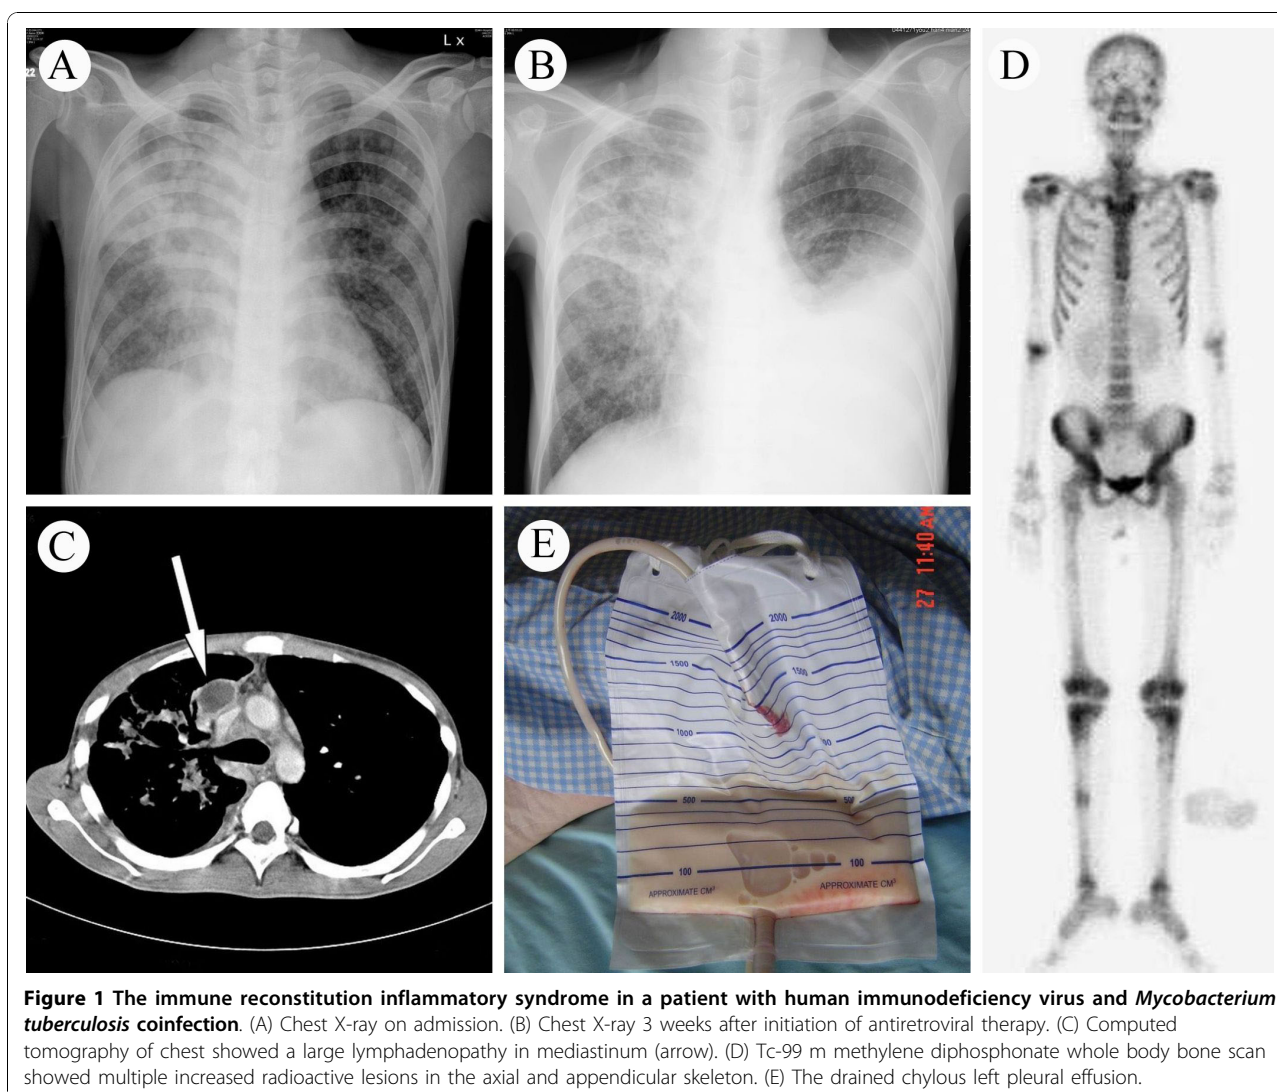 A
L x
22
B
D
C
E
27 11:40 AM
2000
2000
1500
1500
1000
500
500
100
100
APPROXIMATE CM³
APPROXIMATE CM³
Figure 1 The immune reconstitution inflammatory syndrome in a patient with human immunodeficiency virus and Mycobacterium
tuberculosis coinfection. (A) Chest X-ray on admission. (B) Chest X-ray 3 weeks after initiation of antiretroviral therapy. (C) Computed
tomography of chest showed a large lymphadenopathy in mediastinum (arrow). (D) Tc-99 m methylene diphosphonate whole body bone scan
showed multiple increased radioactive lesions in the axial and appendicular skeleton. (E) The drained chylous left pleural effusion.